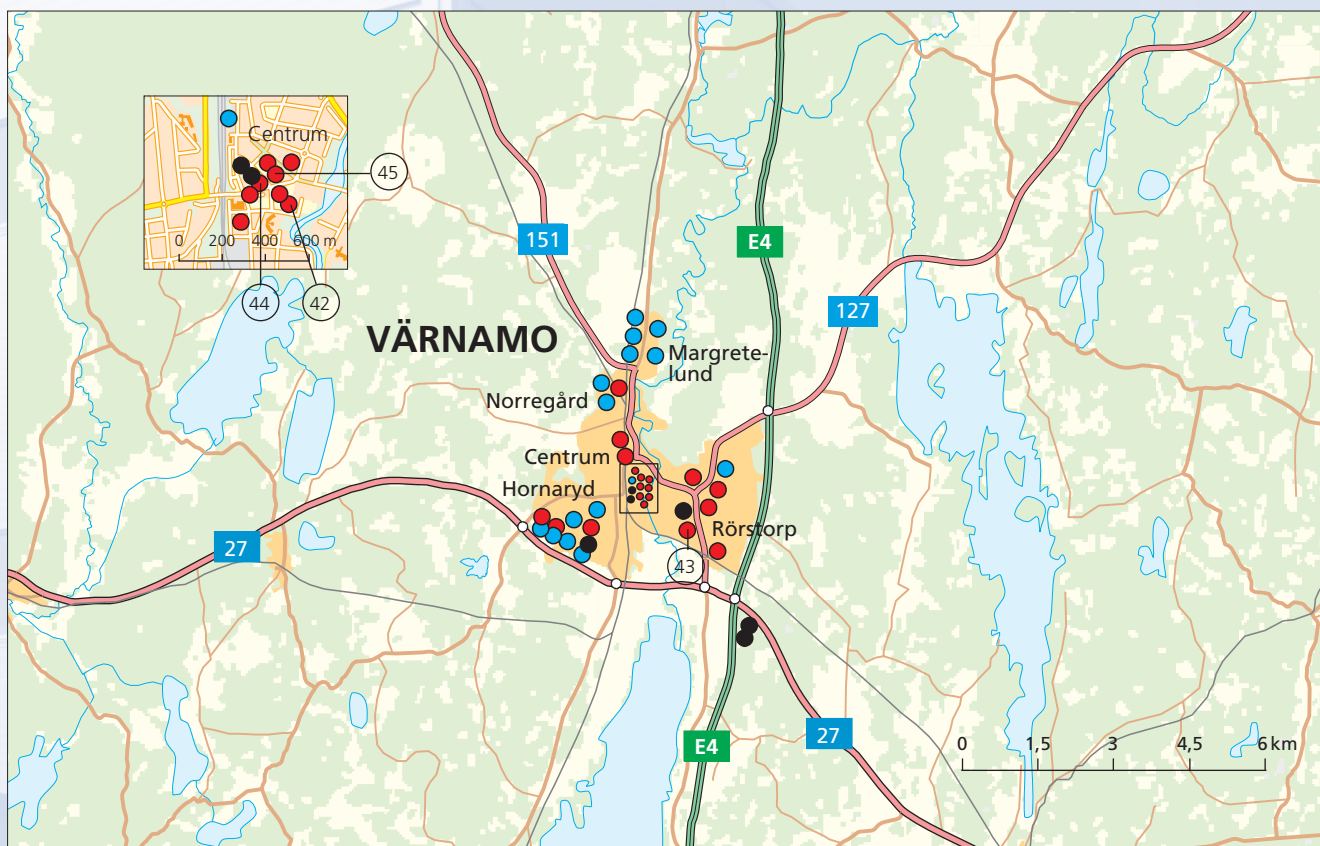 Centrum
45
0 200 400 600 m
44
42
151
E4
127
VÄRNAMO
Margrete-
lund
Norregård
Centrum
Hornaryd
27
Rörstorp
43
E4
27
0 1,5 3 4,5 6 km